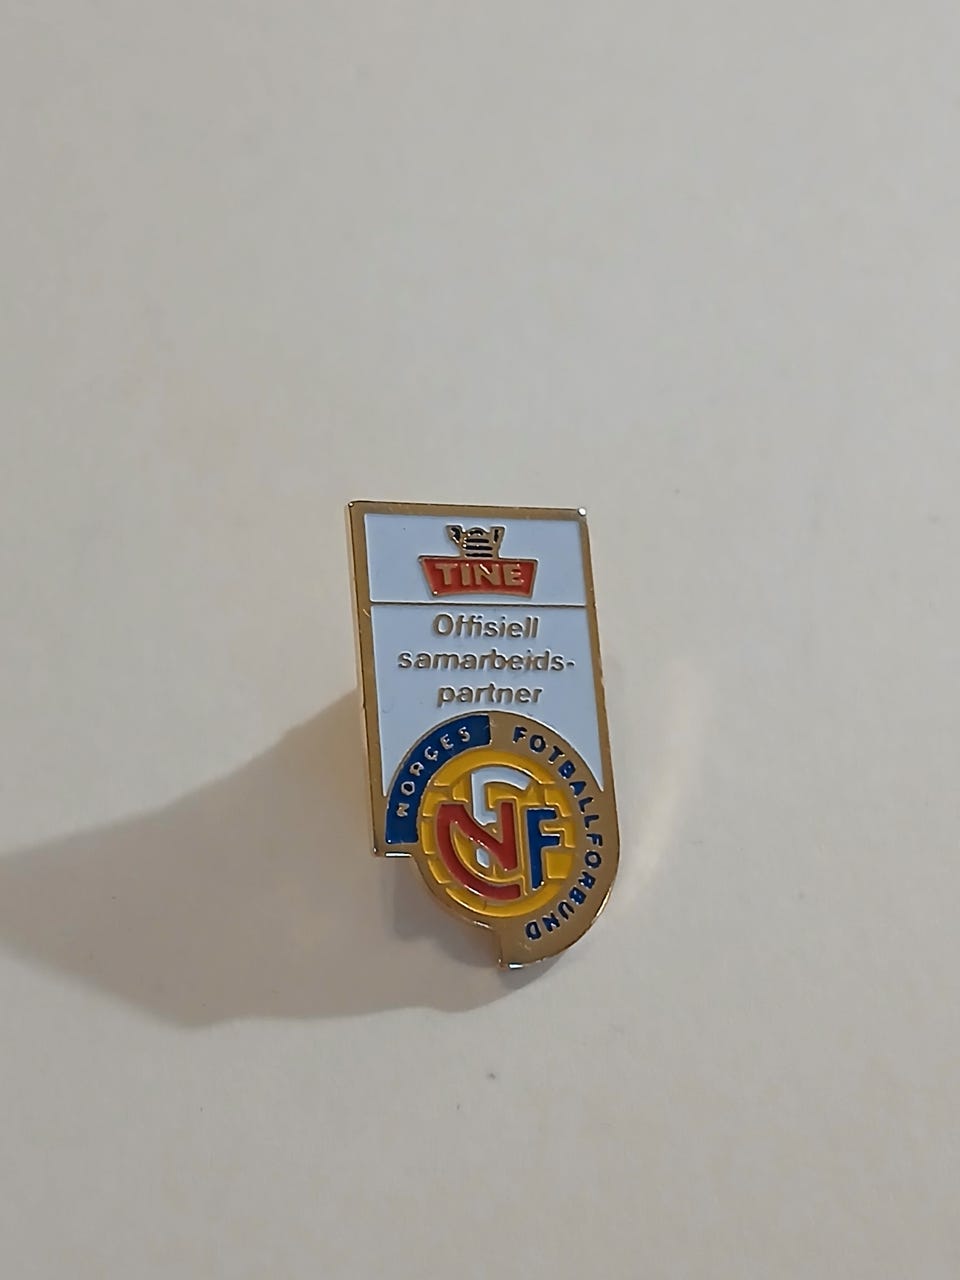 TINE
Offisiell
samarbeids-
partner
NORGES FOTBALLFORBUND
NFF